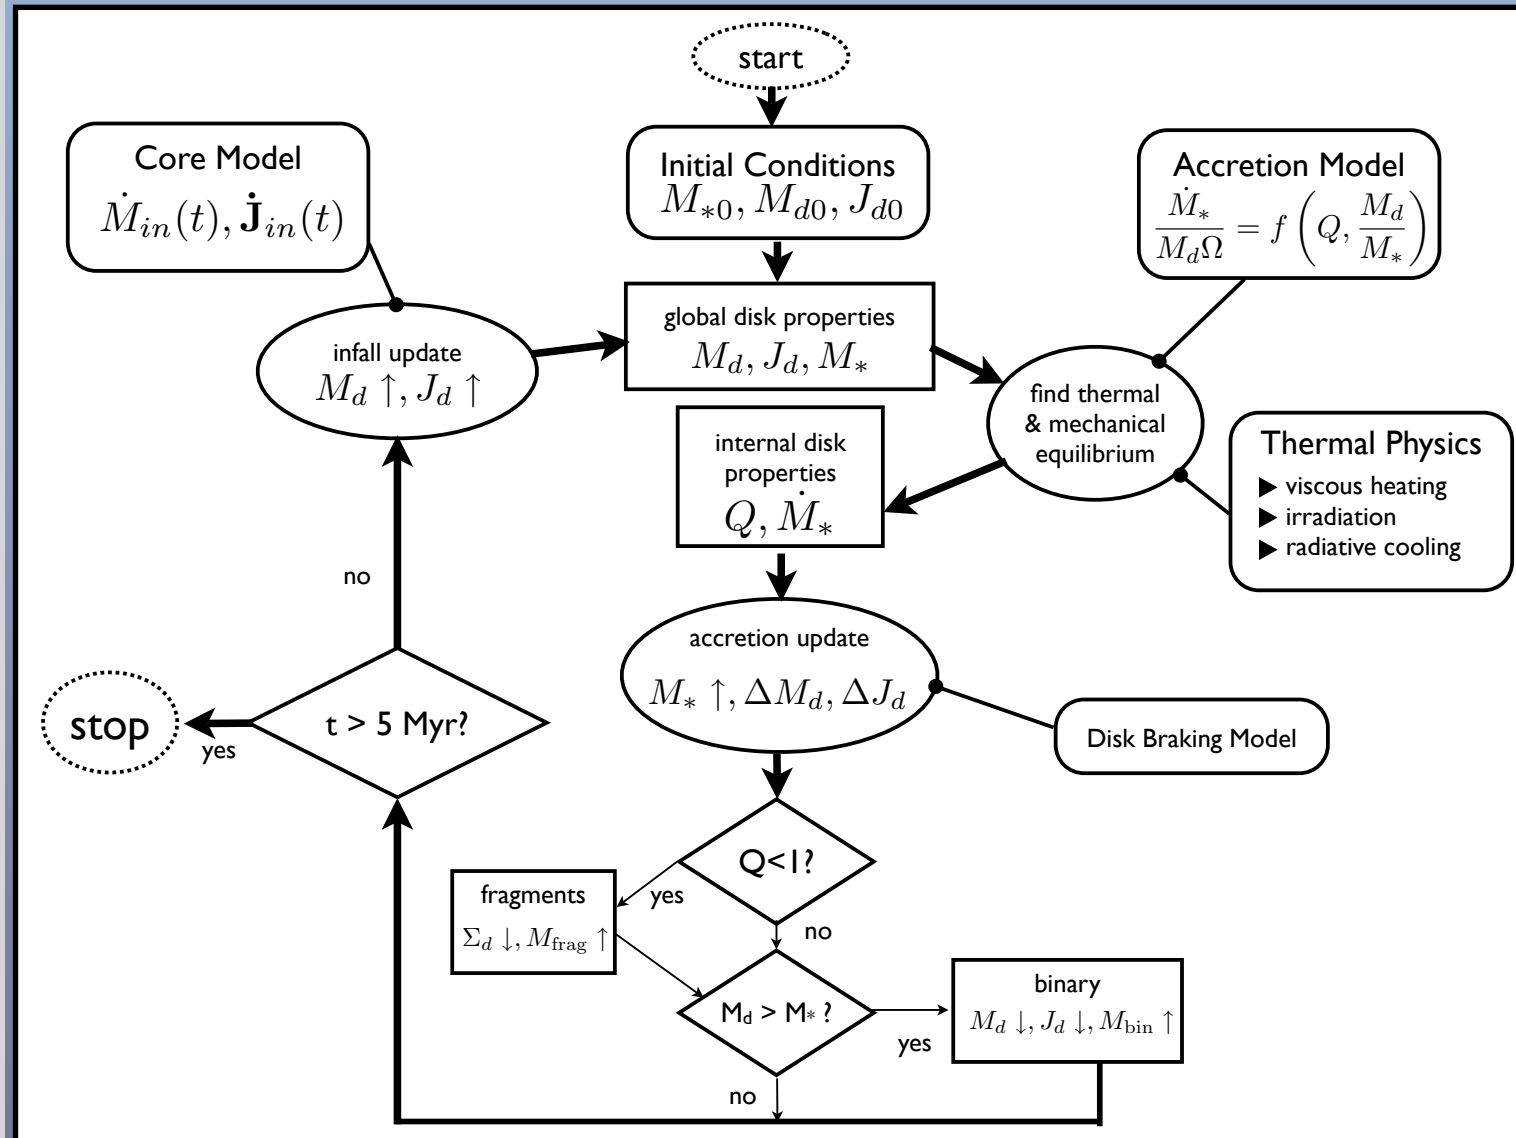 start
Core Model
Ṁ_in(t), J̇_in(t)
Initial Conditions
M_*0, M_d0, J_d0
Accretion Model
Ṁ_* / (M_d Ω) = f(Q, M_d / M_*)
infall update
M_d ↑, J_d ↑
global disk properties
M_d, J_d, M_*
find thermal
& mechanical
equilibrium
Thermal Physics
▶ viscous heating
▶ irradiation
▶ radiative cooling
internal disk
properties
Q, Ṁ_*
no
accretion update
M_* ↑, ΔM_d, ΔJ_d
Disk Braking Model
t > 5 Myr?
stop
yes
Q<1?
yes
no
fragments
Σ_d ↓, M_frag ↑
M_d > M_* ?
yes
no
binary
M_d ↓, J_d ↓, M_bin ↑